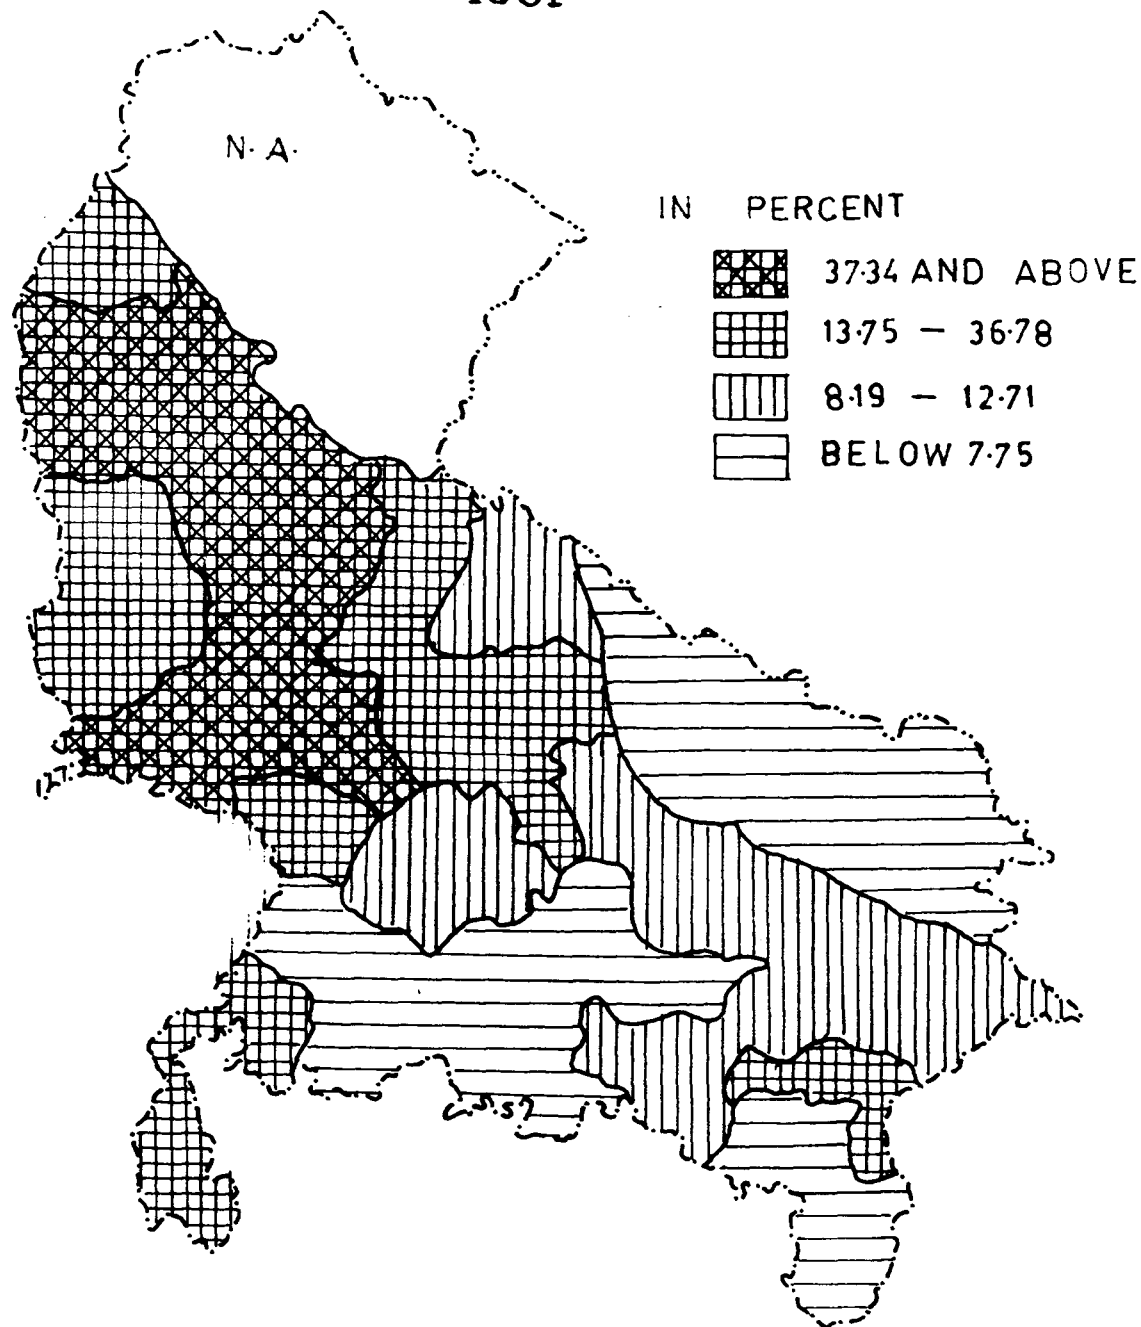 N. A.
IN PERCENT
37.34 AND ABOVE
13.75 — 36.78
8.19 — 12.71
BELOW 7.75